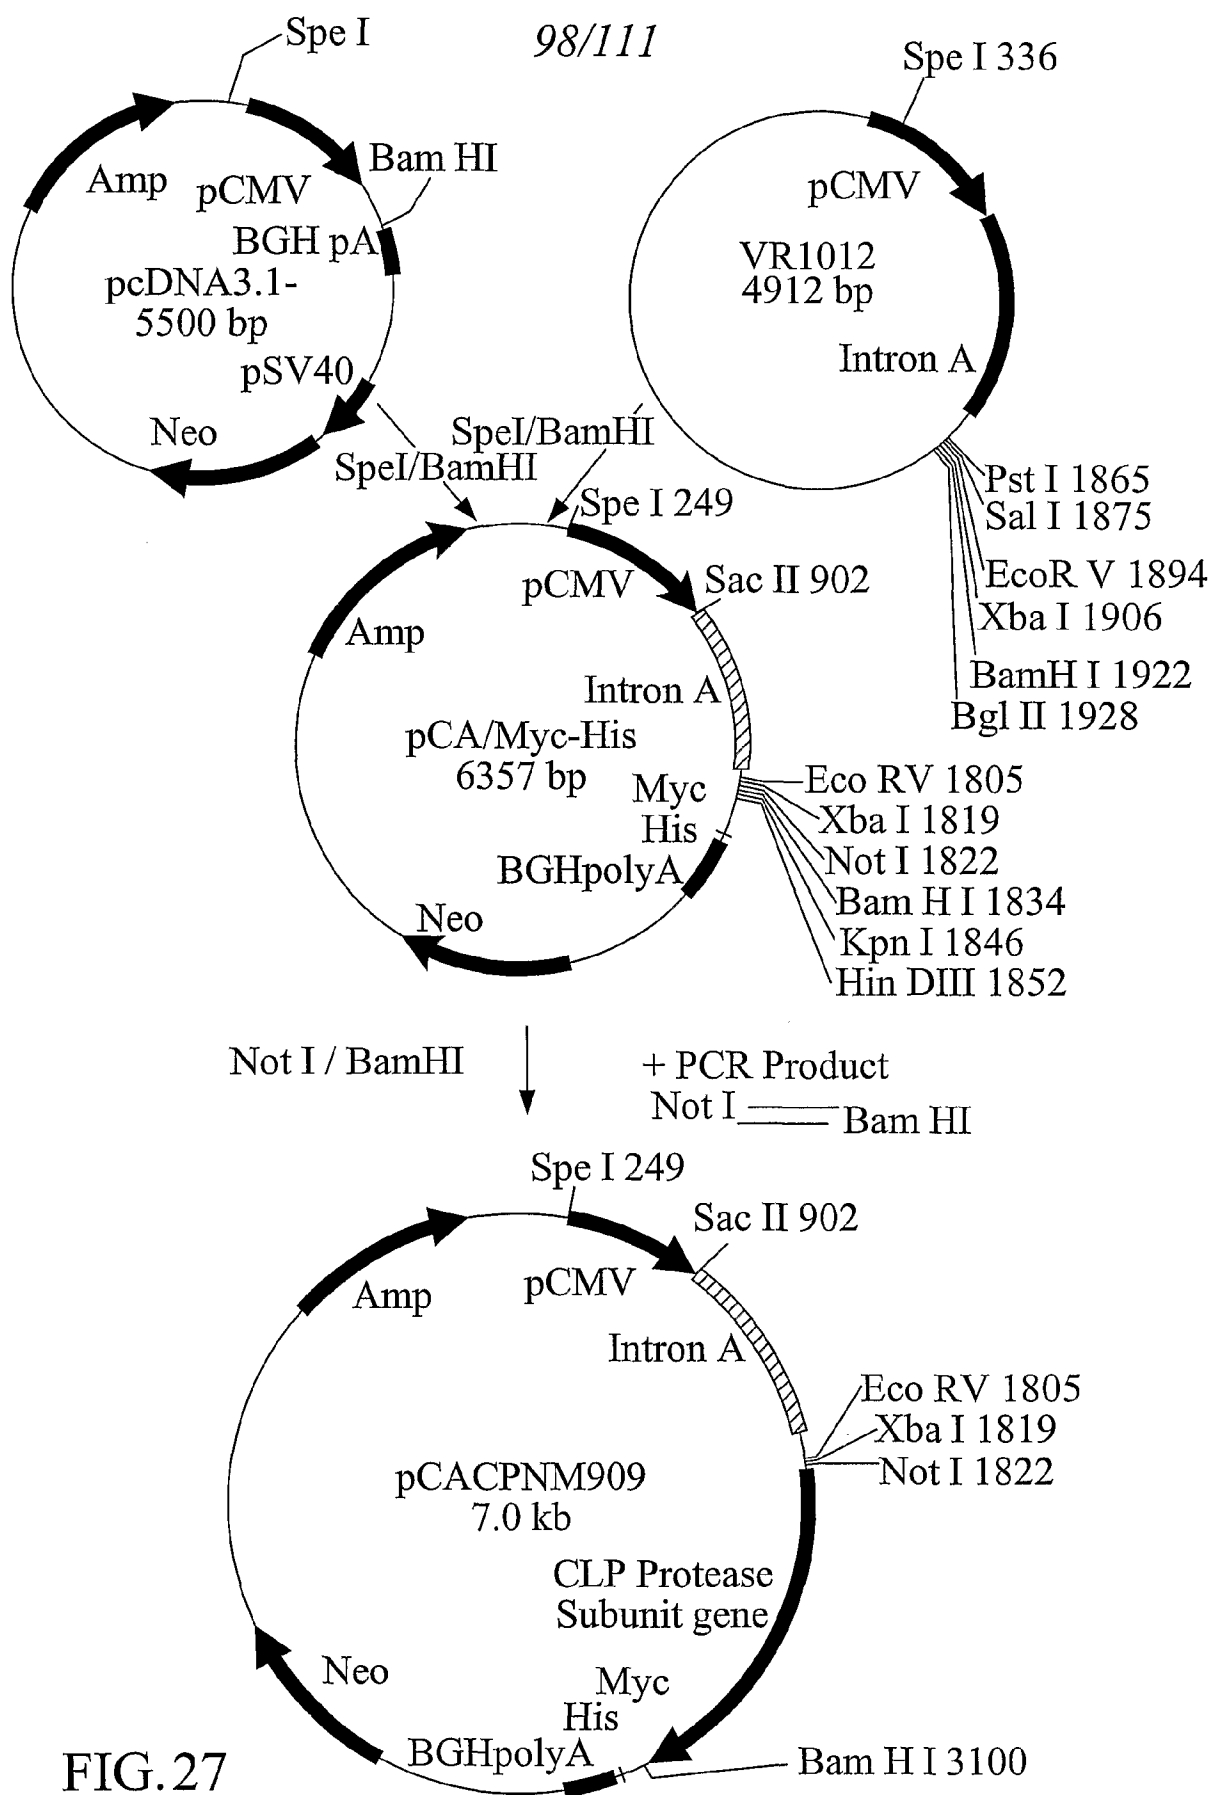 98/111
Spe I
Amp
pCMV
Bam HI
BGH pA
pcDNA3.1-
5500 bp
pSV40
Neo
SpeI/BamHI
Spe I 336
pCMV
VR1012
4912 bp
Intron A
SpeI/BamHI
Pst I 1865
Sal I 1875
EcoR V 1894
Xba I 1906
BamH I 1922
Bgl II 1928
Spe I 249
pCMV
Sac II 902
Amp
Intron A
pCA/Myc-His
6357 bp
Myc
His
BGHpolyA
Neo
Eco RV 1805
Xba I 1819
Not I 1822
Bam H I 1834
Kpn I 1846
Hin DIII 1852
Not I / BamHI
+ PCR Product
Not I
Bam HI
Spe I 249
Sac II 902
Amp
pCMV
Intron A
Eco RV 1805
Xba I 1819
Not I 1822
pCACPNM909
7.0 kb
CLP Protease
Subunit gene
Neo
Myc
His
BGHpolyA
Bam H I 3100
FIG.27